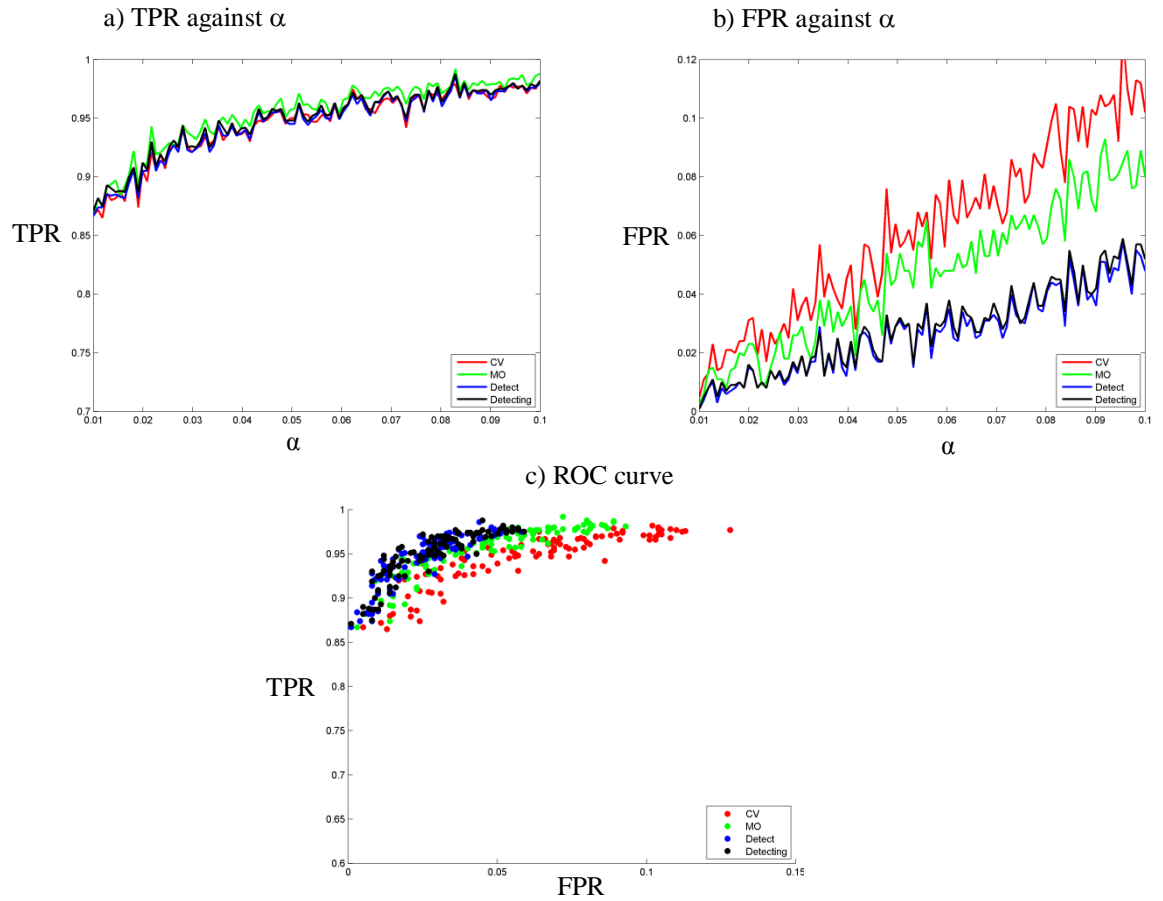 a) TPR against α
b) FPR against α
1
0.95
0.9
0.85
0.8
0.75
0.7
TPR
0.01 0.02 0.03 0.04 0.05 0.06 0.07 0.08 0.09 0.1
α
CV
MO
Detect
Detecting
0.12
0.1
0.08
0.06
0.04
0.02
0
FPR
0.01 0.02 0.03 0.04 0.05 0.06 0.07 0.08 0.09 0.1
α
CV
MO
Detect
Detecting
c) ROC curve
1
0.95
0.9
0.85
0.8
0.75
0.7
0.65
0.6
TPR
0 0.05 0.1 0.15
FPR
CV
MO
Detect
Detecting